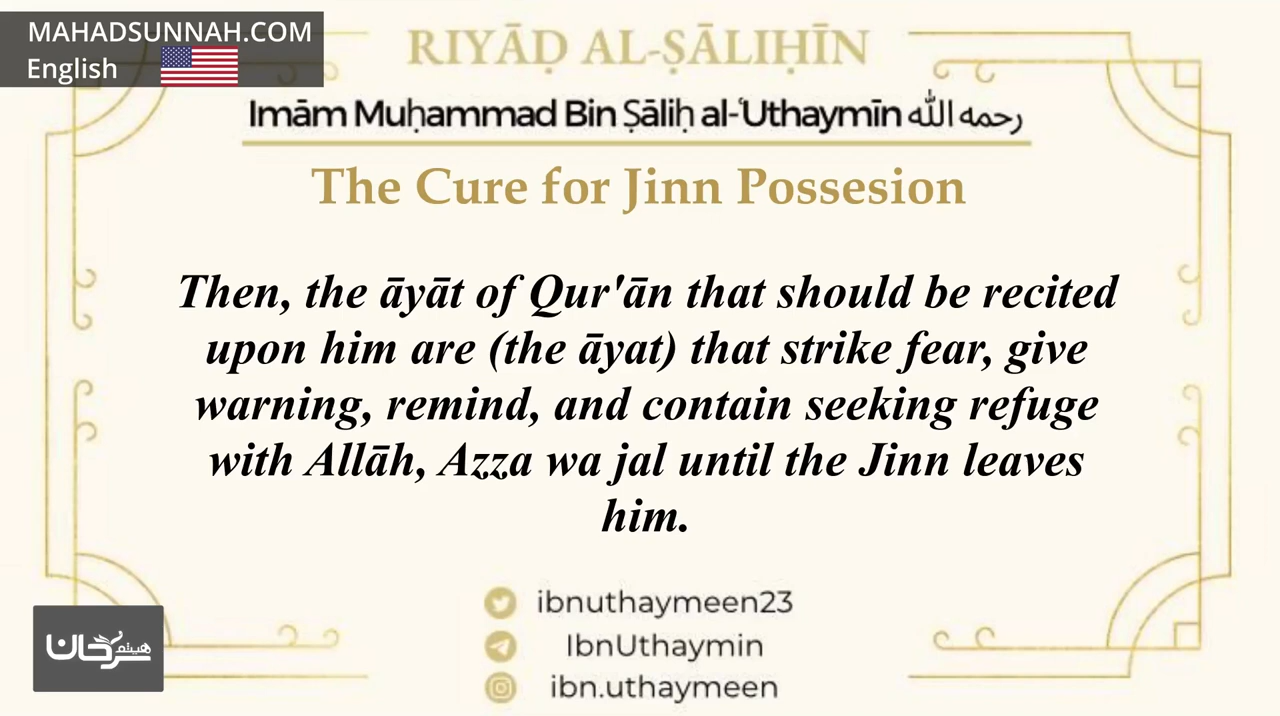 MAHADSUNNAH.COM
English
RIYĀḌ AL-ṢĀLIḤĪN
Imām Muḥammad Bin Ṣāliḥ al-ʿUthaymīn رحمه الله
The Cure for Jinn Possesion
Then, the āyāt of Qur'ān that should be recited
upon him are (the āyat) that strike fear, give
warning, remind, and contain seeking refuge
with Allāh, Azza wa jal until the Jinn leaves
him.
ibnuthaymeen23
IbnUthaymin
ibn.uthaymeen
هيثم سرحان